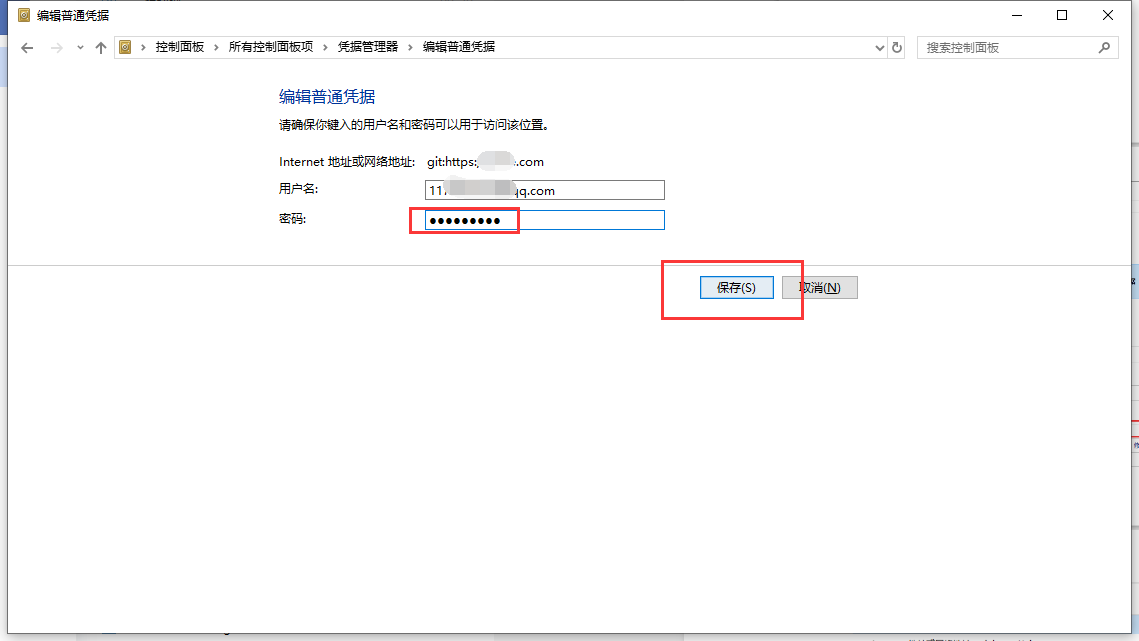 编辑普通凭据
控制面板 › 所有控制面板项 › 凭据管理器 › 编辑普通凭据
搜索控制面板
编辑普通凭据
请确保你键入的用户名和密码可以用于访问该位置。
Internet 地址或网络地址: git:https: .com
用户名: 11 qq.com
密码: ●●●●●●●●●
保存(S) 取消(N)